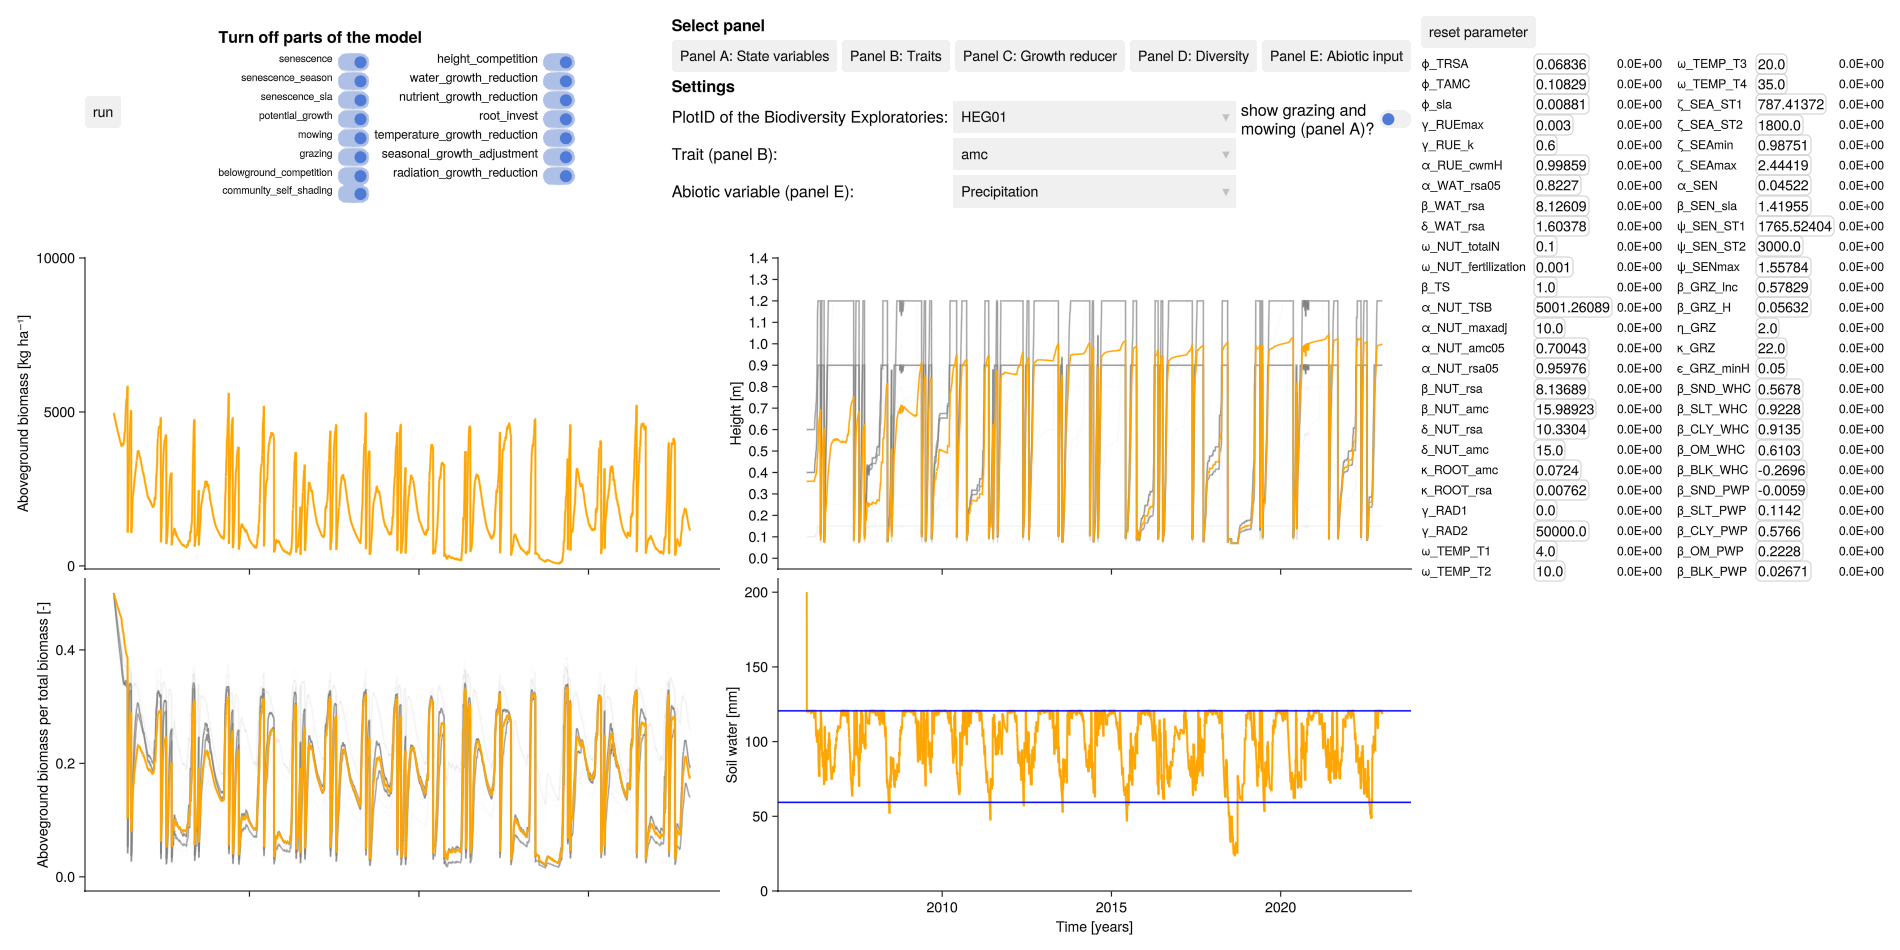 Turn off parts of the model
senescence
senescence_season
senescence_sla
potential_growth
mowing
grazing
belowground_competition
community_self_shading
height_competition
water_growth_reduction
nutrient_growth_reduction
root_invest
temperature_growth_reduction
seasonal_growth_adjustment
radiation_growth_reduction
run
Select panel
Panel A: State variables
Panel B: Traits
Panel C: Growth reducer
Panel D: Diversity
Panel E: Abiotic input
Settings
PlotID of the Biodiversity Exploratories: HEG01
show grazing and
mowing (panel A)?
Trait (panel B): amc
Abiotic variable (panel E): Precipitation
reset parameter
ϕ_TRSA 0.06836 0.0E+00 ω_TEMP_T3 20.0 0.0E+00
ϕ_TAMC 0.10829 0.0E+00 ω_TEMP_T4 35.0 0.0E+00
ϕ_sla 0.00881 0.0E+00 ζ_SEA_ST1 787.41372 0.0E+00
γ_RUEmax 0.003 0.0E+00 ζ_SEA_ST2 1800.0 0.0E+00
γ_RUE_k 0.6 0.0E+00 ζ_SEAmin 0.98751 0.0E+00
α_RUE_cwmH 0.99859 0.0E+00 ζ_SEAmax 2.44419 0.0E+00
α_WAT_rsa05 0.8227 0.0E+00 α_SEN 0.04522 0.0E+00
β_WAT_rsa 8.12609 0.0E+00 β_SEN_sla 1.41955 0.0E+00
δ_WAT_rsa 1.60378 0.0E+00 ψ_SEN_ST1 1765.52404 0.0E+00
ω_NUT_totalN 0.1 0.0E+00 ψ_SEN_ST2 3000.0 0.0E+00
ω_NUT_fertilization 0.001 0.0E+00 ψ_SENmax 1.55784 0.0E+00
β_TS 1.0 0.0E+00 β_GRZ_lnc 0.57829 0.0E+00
α_NUT_TSB 5001.26089 0.0E+00 β_GRZ_H 0.05632 0.0E+00
α_NUT_maxadj 10.0 0.0E+00 η_GRZ 2.0 0.0E+00
α_NUT_amc05 0.70043 0.0E+00 κ_GRZ 22.0 0.0E+00
α_NUT_rsa05 0.95976 0.0E+00 ϵ_GRZ_minH 0.05 0.0E+00
β_NUT_rsa 8.13689 0.0E+00 β_SND_WHC 0.5678 0.0E+00
β_NUT_amc 15.98923 0.0E+00 β_SLT_WHC 0.9228 0.0E+00
δ_NUT_rsa 10.3304 0.0E+00 β_CLY_WHC 0.9135 0.0E+00
δ_NUT_amc 15.0 0.0E+00 β_OM_WHC 0.6103 0.0E+00
κ_ROOT_amc 0.0724 0.0E+00 β_BLK_WHC -0.2696 0.0E+00
κ_ROOT_rsa 0.00762 0.0E+00 β_SND_PWP -0.0059 0.0E+00
γ_RAD1 0.0 0.0E+00 β_SLT_PWP 0.1142 0.0E+00
γ_RAD2 50000.0 0.0E+00 β_CLY_PWP 0.5766 0.0E+00
ω_TEMP_T1 4.0 0.0E+00 β_OM_PWP 0.2228 0.0E+00
ω_TEMP_T2 10.0 0.0E+00 β_BLK_PWP 0.02671 0.0E+00
Aboveground biomass [kg ha⁻¹]
10000
5000
0
Height [m]
1.4
1.3
1.2
1.1
1.0
0.9
0.8
0.7
0.6
0.5
0.4
0.3
0.2
0.1
0.0
Aboveground biomass per total biomass [-]
0.4
0.2
0.0
Soil water [mm]
200
150
100
50
0
2010 2015 2020
Time [years]